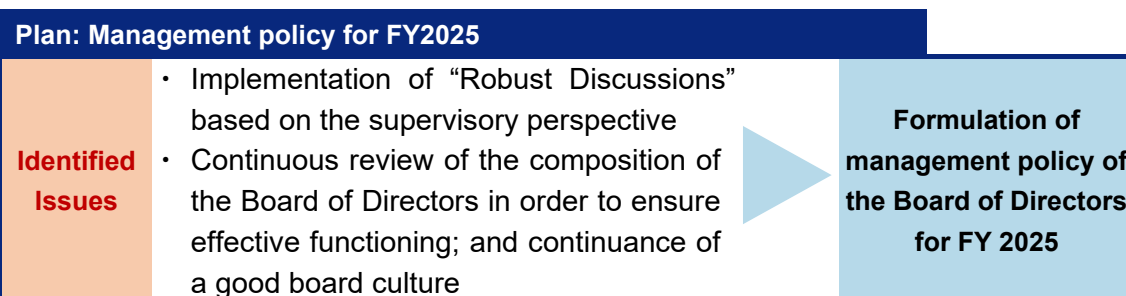 Plan: Management policy for FY2025
Identified
Issues
・ Implementation of “Robust Discussions”
based on the supervisory perspective
・ Continuous review of the composition of
the Board of Directors in order to ensure
effective functioning; and continuance of
a good board culture
Formulation of
management policy of
the Board of Directors
for FY 2025